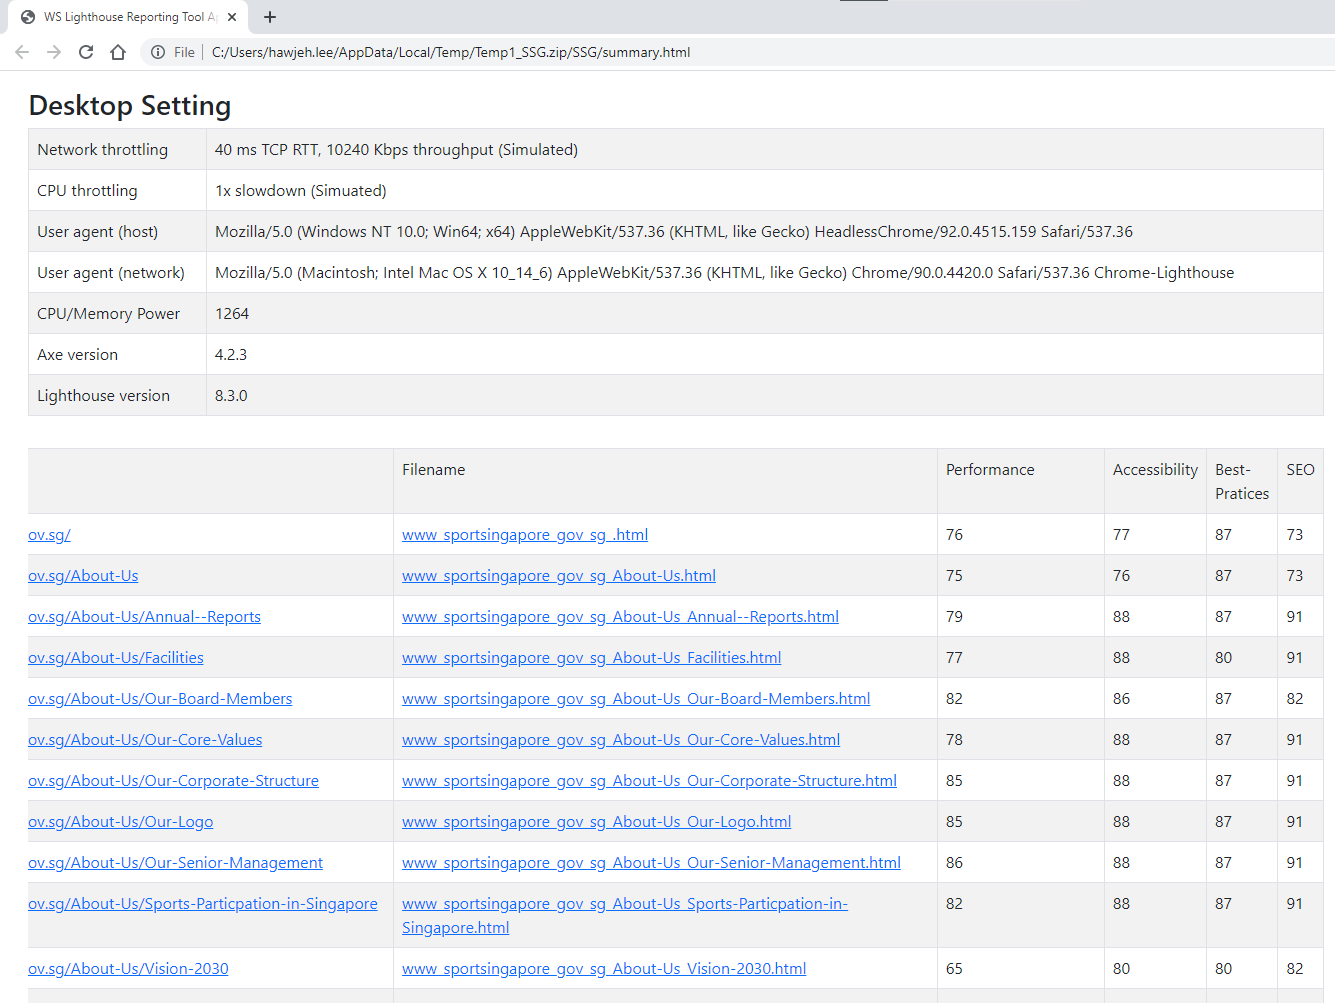 WS Lighthouse Reporting Tool
File C:/Users/hawjeh.lee/AppData/Local/Temp/Temp1_SSG.zip/SSG/summary.html
Desktop Setting
Network throttling 40 ms TCP RTT, 10240 Kbps throughput (Simulated)
CPU throttling 1x slowdown (Simuated)
User agent (host) Mozilla/5.0 (Windows NT 10.0; Win64; x64) AppleWebKit/537.36 (KHTML, like Gecko) HeadlessChrome/92.0.4515.159 Safari/537.36
User agent (network) Mozilla/5.0 (Macintosh; Intel Mac OS X 10_14_6) AppleWebKit/537.36 (KHTML, like Gecko) Chrome/90.0.4420.0 Safari/537.36 Chrome-Lighthouse
CPU/Memory Power 1264
Axe version 4.2.3
Lighthouse version 8.3.0
Filename Performance Accessibility Best-
Pratices SEO
ov.sg/ www_sportsingapore_gov_sg_.html 76 77 87 73
ov.sg/About-Us www_sportsingapore_gov_sg_About-Us.html 75 76 87 73
ov.sg/About-Us/Annual--Reports www_sportsingapore_gov_sg_About-Us_Annual--Reports.html 79 88 87 91
ov.sg/About-Us/Facilities www_sportsingapore_gov_sg_About-Us_Facilities.html 77 88 80 91
ov.sg/About-Us/Our-Board-Members www_sportsingapore_gov_sg_About-Us_Our-Board-Members.html 82 86 87 82
ov.sg/About-Us/Our-Core-Values www_sportsingapore_gov_sg_About-Us_Our-Core-Values.html 78 88 87 91
ov.sg/About-Us/Our-Corporate-Structure www_sportsingapore_gov_sg_About-Us_Our-Corporate-Structure.html 85 88 87 91
ov.sg/About-Us/Our-Logo www_sportsingapore_gov_sg_About-Us_Our-Logo.html 85 88 87 91
ov.sg/About-Us/Our-Senior-Management www_sportsingapore_gov_sg_About-Us_Our-Senior-Management.html 86 88 87 91
ov.sg/About-Us/Sports-Particpation-in-Singapore www_sportsingapore_gov_sg_About-Us_Sports-Particpation-in-
Singapore.html 82 88 87 91
ov.sg/About-Us/Vision-2030 www_sportsingapore_gov_sg_About-Us_Vision-2030.html 65 80 80 82